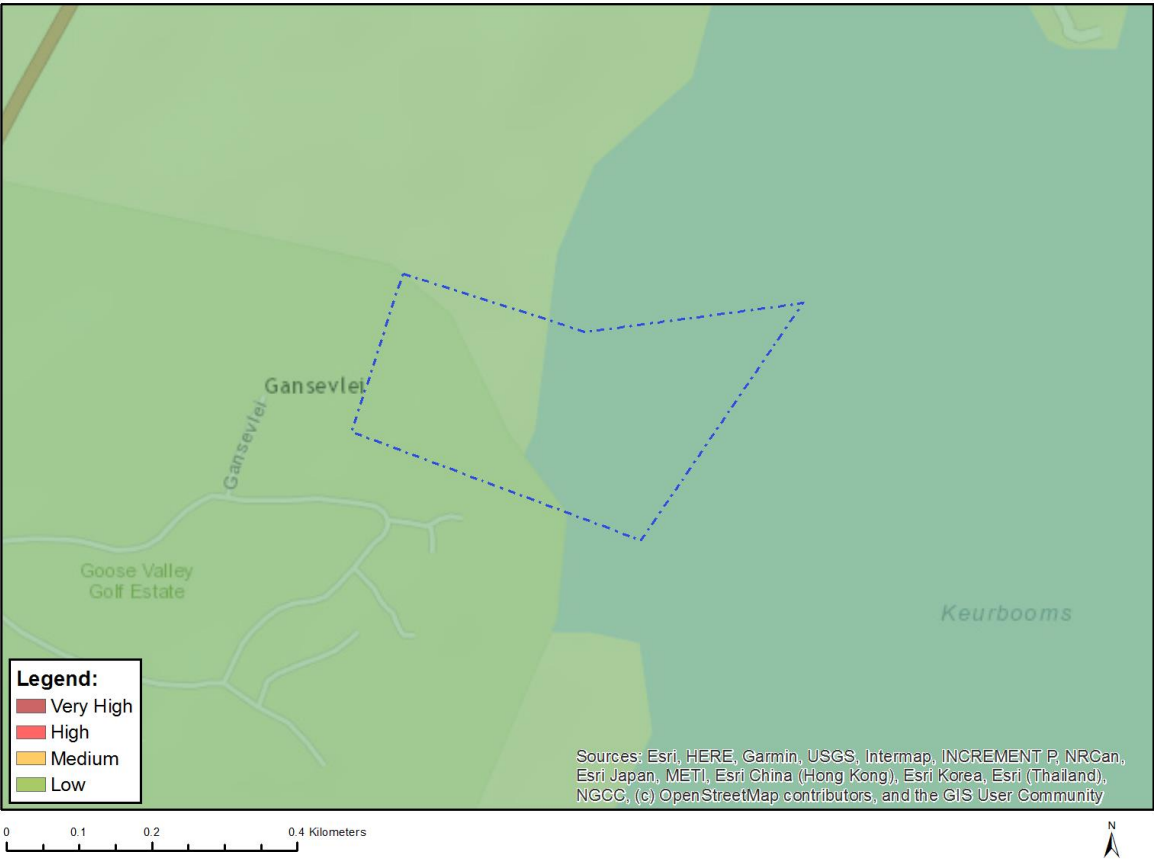 Gansevlei
Gansevlei
Goose Valley
Golf Estate
Keurbooms
Legend:
Very High
High
Medium
Low
Sources: Esri, HERE, Garmin, USGS, Intermap, INCREMENT P, NRCan,
Esri Japan, METI, Esri China (Hong Kong), Esri Korea, Esri (Thailand),
NGCC, (c) OpenStreetMap contributors, and the GIS User Community
0 0.1 0.2 0.4 Kilometers
N